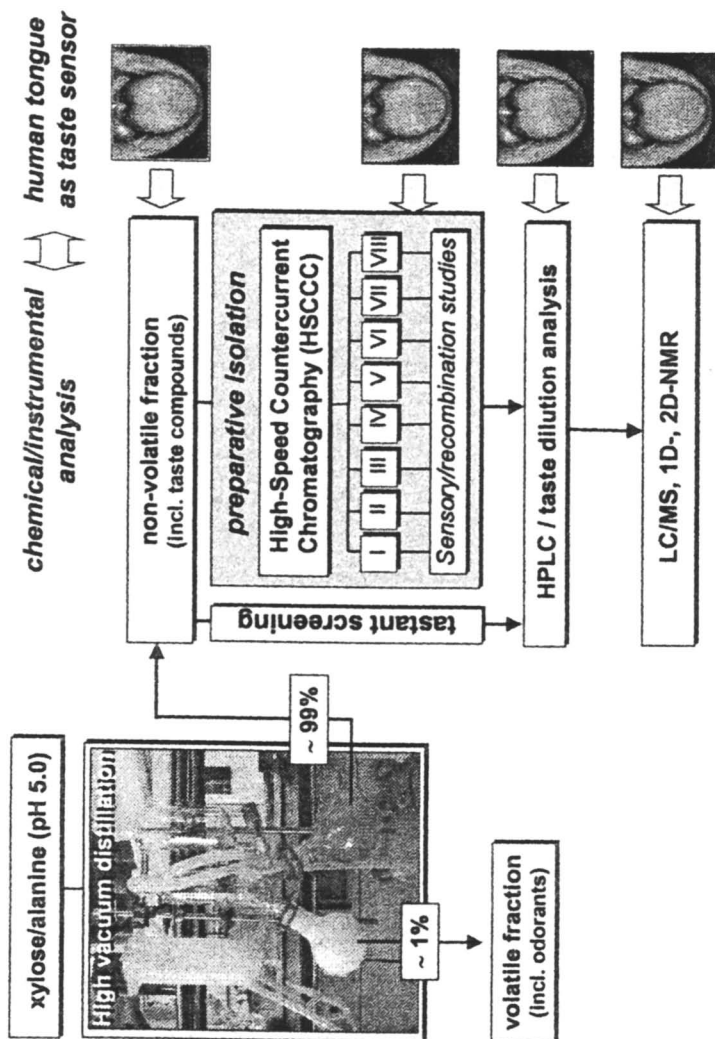 chemical/instrumental
analysis
human tongue
as taste sensor
xylose/alanine (pH 5.0)
High vacuum distillation
~ 99%
~ 1%
volatile fraction
(incl. odorants)
non-volatile fraction
(incl. taste compounds)
tastant screening
preparative Isolation
High-Speed Countercurrent
Chromatography (HSCCC)
I II III IV V VI VII VIII
Sensory/recombination studies
HPLC / taste dilution analysis
LC/MS, 1D-, 2D-NMR